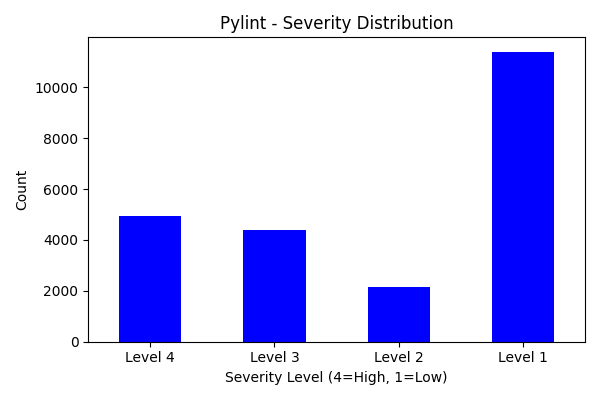 Pylint - Severity Distribution
10000
8000
6000
4000
2000
0
Count
Level 4 Level 3 Level 2 Level 1
Severity Level (4=High, 1=Low)